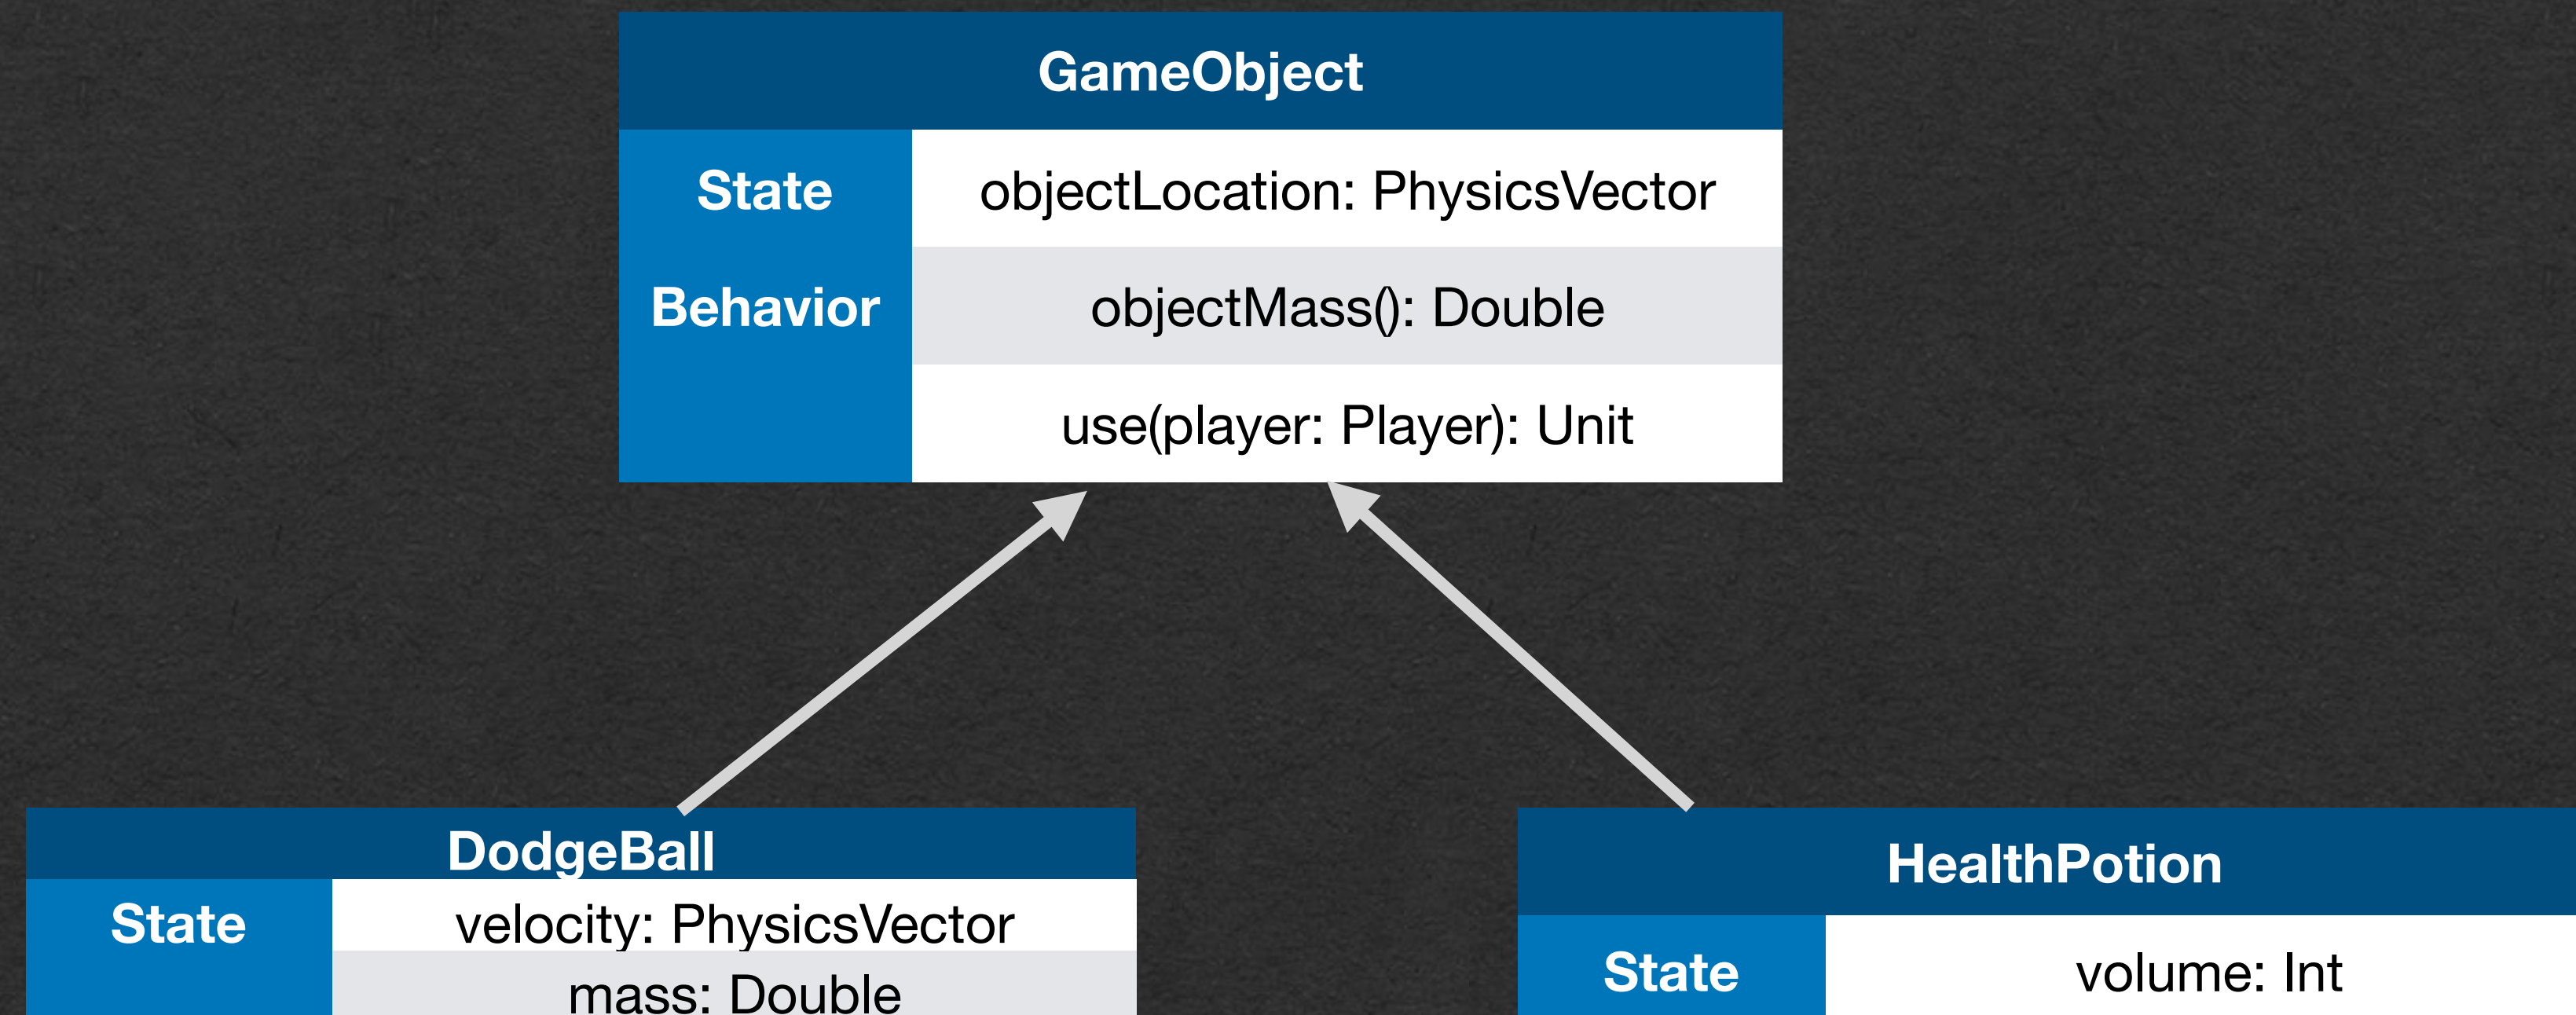 GameObject
State objectLocation: PhysicsVector
Behavior objectMass(): Double
use(player: Player): Unit
DodgeBall
State velocity: PhysicsVector
mass: Double
HealthPotion
State volume: Int